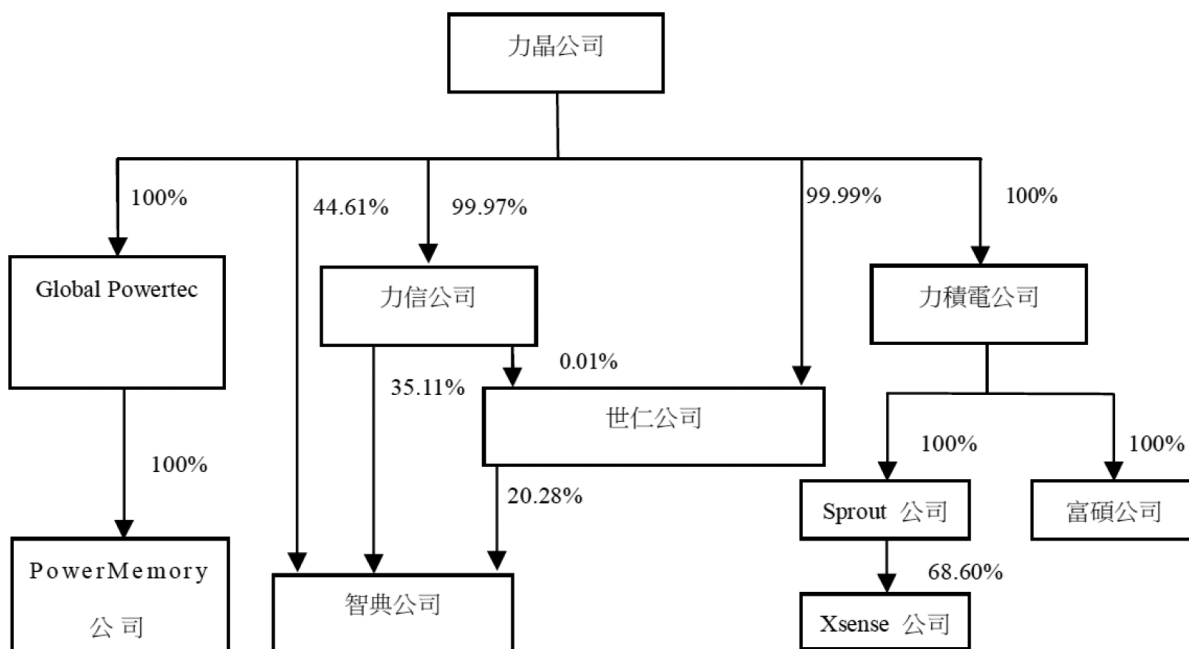 力晶公司
100%
44.61%
99.97%
99.99%
100%
Global Powertec
力信公司
力積電公司
0.01%
35.11%
世仁公司
100%
100%
100%
20.28%
Sprout 公司
富碩公司
PowerMemory
公司
智典公司
68.60%
Xsense 公司